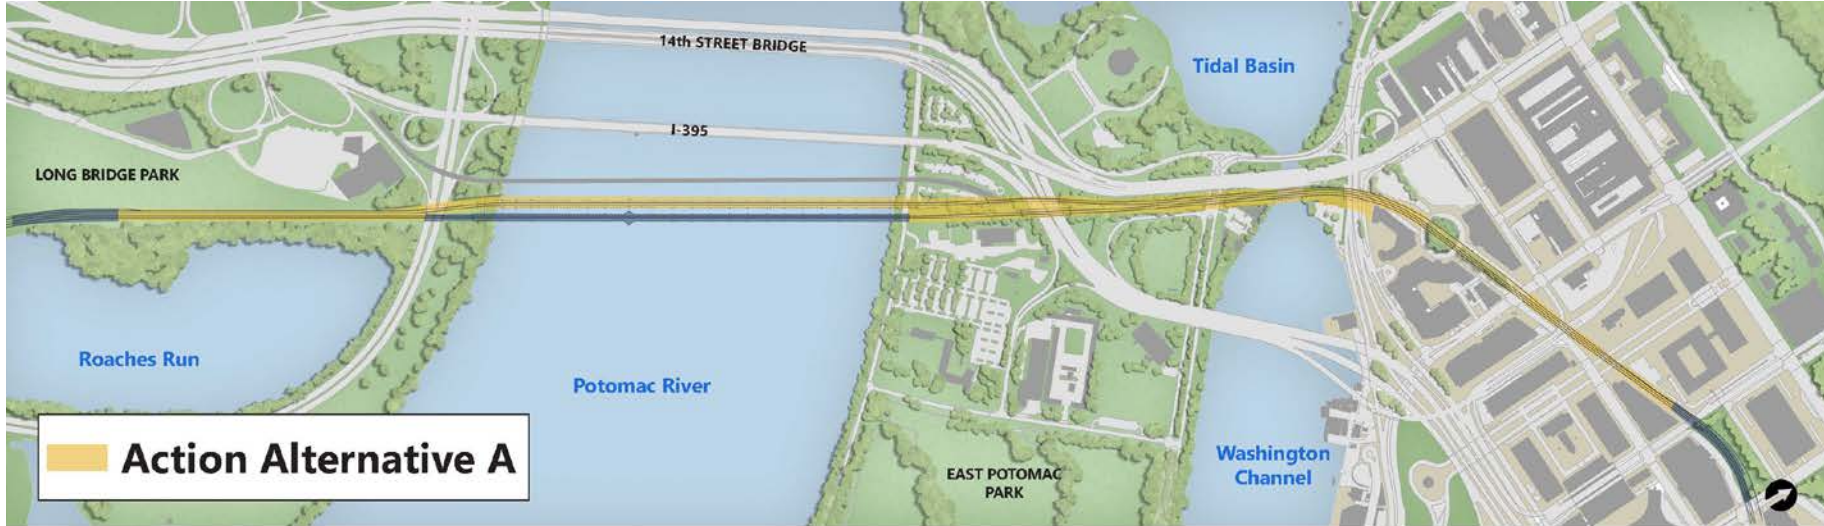 14th STREET BRIDGE
Tidal Basin
I-395
LONG BRIDGE PARK
Roaches Run
Potomac River
Action Alternative A
EAST POTOMAC
PARK
Washington
Channel